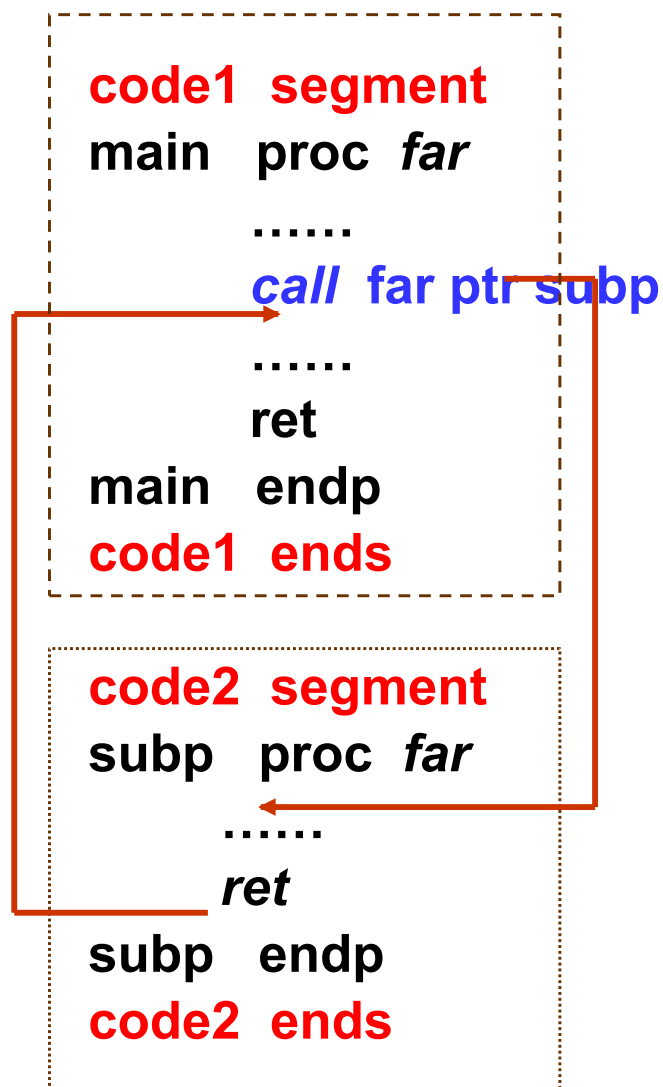 code1 segment
main proc far
……
call far ptr subp
……
ret
main endp
code1 ends
code2 segment
subp proc far
……
ret
subp endp
code2 ends